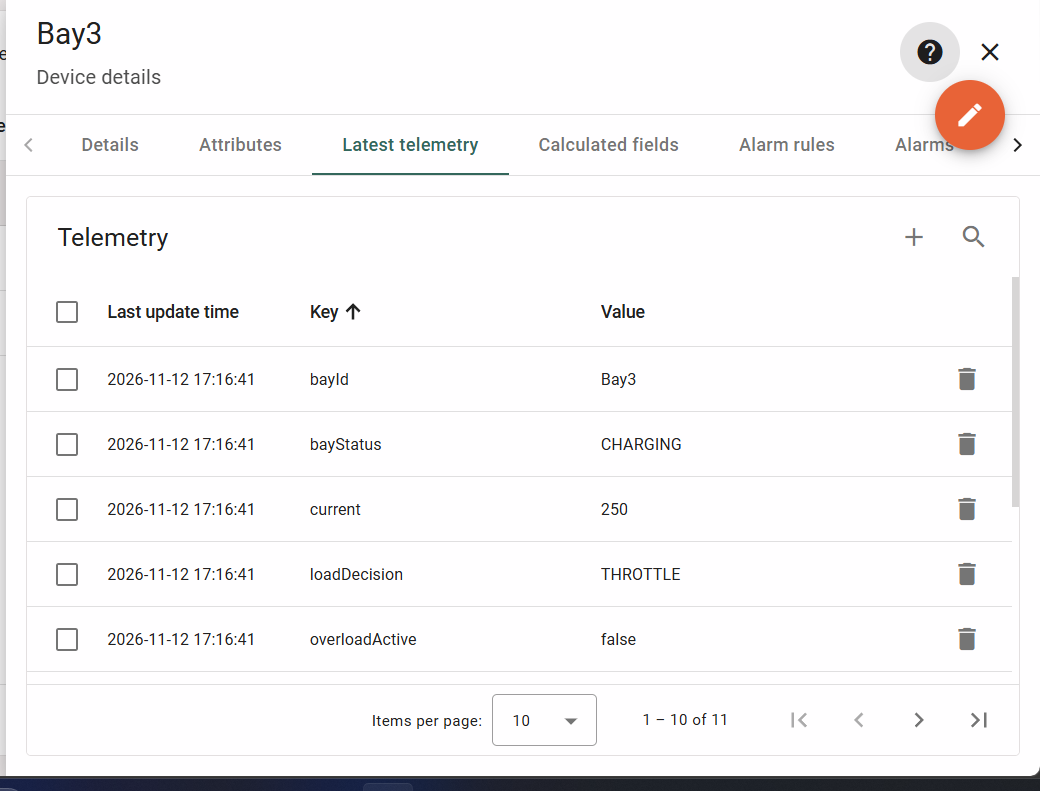 Bay3
Device details
Details Attributes Latest telemetry Calculated fields Alarm rules Alarms
Telemetry
Last update time Key Value
2026-11-12 17:16:41 bayId Bay3
2026-11-12 17:16:41 bayStatus CHARGING
2026-11-12 17:16:41 current 250
2026-11-12 17:16:41 loadDecision THROTTLE
2026-11-12 17:16:41 overloadActive false
Items per page: 10 1 – 10 of 11